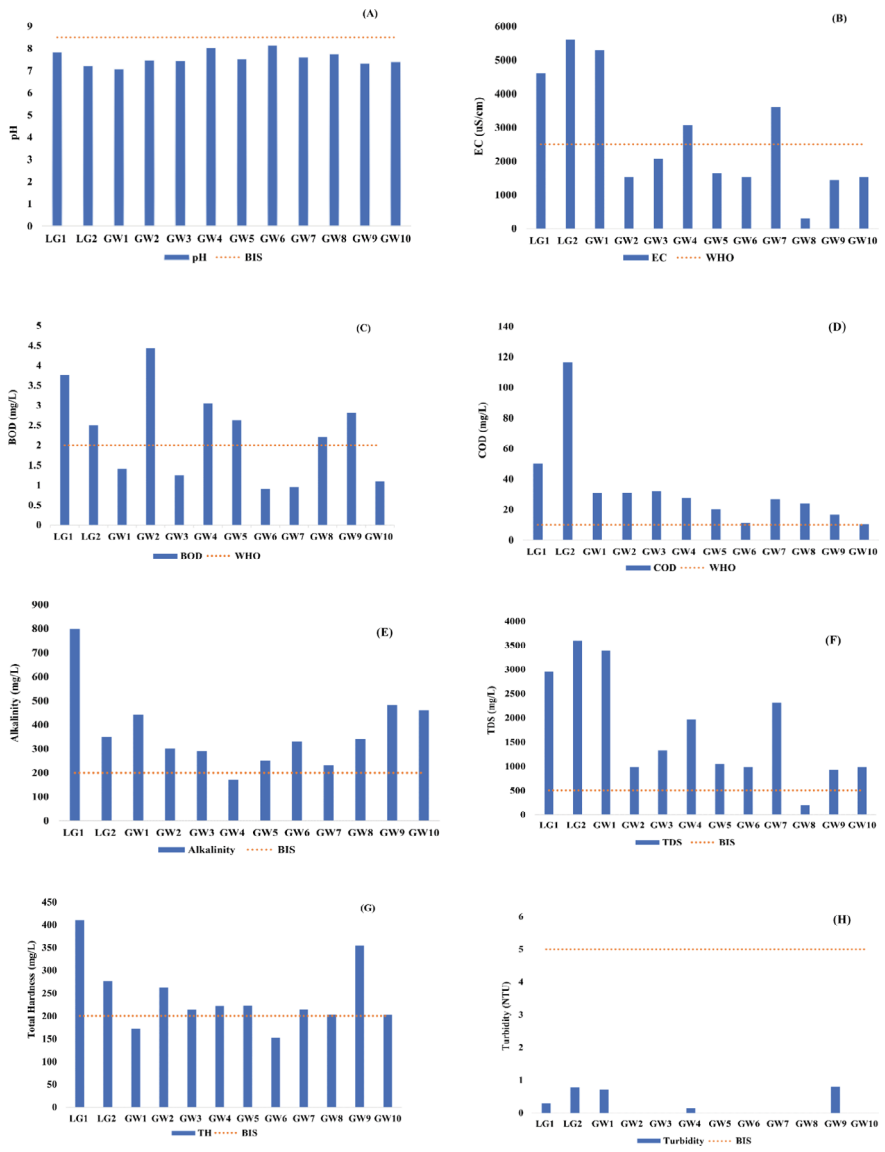 (A)
9
8
7
6
5
4
3
2
1
0
pH
LG1 LG2 GW1 GW2 GW3 GW4 GW5 GW6 GW7 GW8 GW9 GW10
pH BIS
(B)
6000
5000
4000
3000
2000
1000
0
EC (uS/cm)
LG1 LG2 GW1 GW2 GW3 GW4 GW5 GW6 GW7 GW8 GW9 GW10
EC WHO
(C)
5
4.5
4
3.5
3
2.5
2
1.5
1
0.5
0
BOD (mg/L)
LG1 LG2 GW1 GW2 GW3 GW4 GW5 GW6 GW7 GW8 GW9 GW10
BOD WHO
(D)
140
120
100
80
60
40
20
0
COD (mg/L)
LG1 LG2 GW1 GW2 GW3 GW4 GW5 GW6 GW7 GW8 GW9 GW10
COD WHO
(E)
900
800
700
600
500
400
300
200
100
0
Alkalinity (mg/L)
LG1 LG2 GW1 GW2 GW3 GW4 GW5 GW6 GW7 GW8 GW9 GW10
Alkalinity BIS
(F)
4000
3500
3000
2500
2000
1500
1000
500
0
TDS (mg/L)
LG1 LG2 GW1 GW2 GW3 GW4 GW5 GW6 GW7 GW8 GW9 GW10
TDS BIS
(G)
450
400
350
300
250
200
150
100
50
0
Total Hardness (mg/L)
LG1 LG2 GW1 GW2 GW3 GW4 GW5 GW6 GW7 GW8 GW9 GW10
TH BIS
(H)
6
5
4
3
2
1
0
Turbidity (NTU)
LG1 LG2 GW1 GW2 GW3 GW4 GW5 GW6 GW7 GW8 GW9 GW10
Turbidity BIS